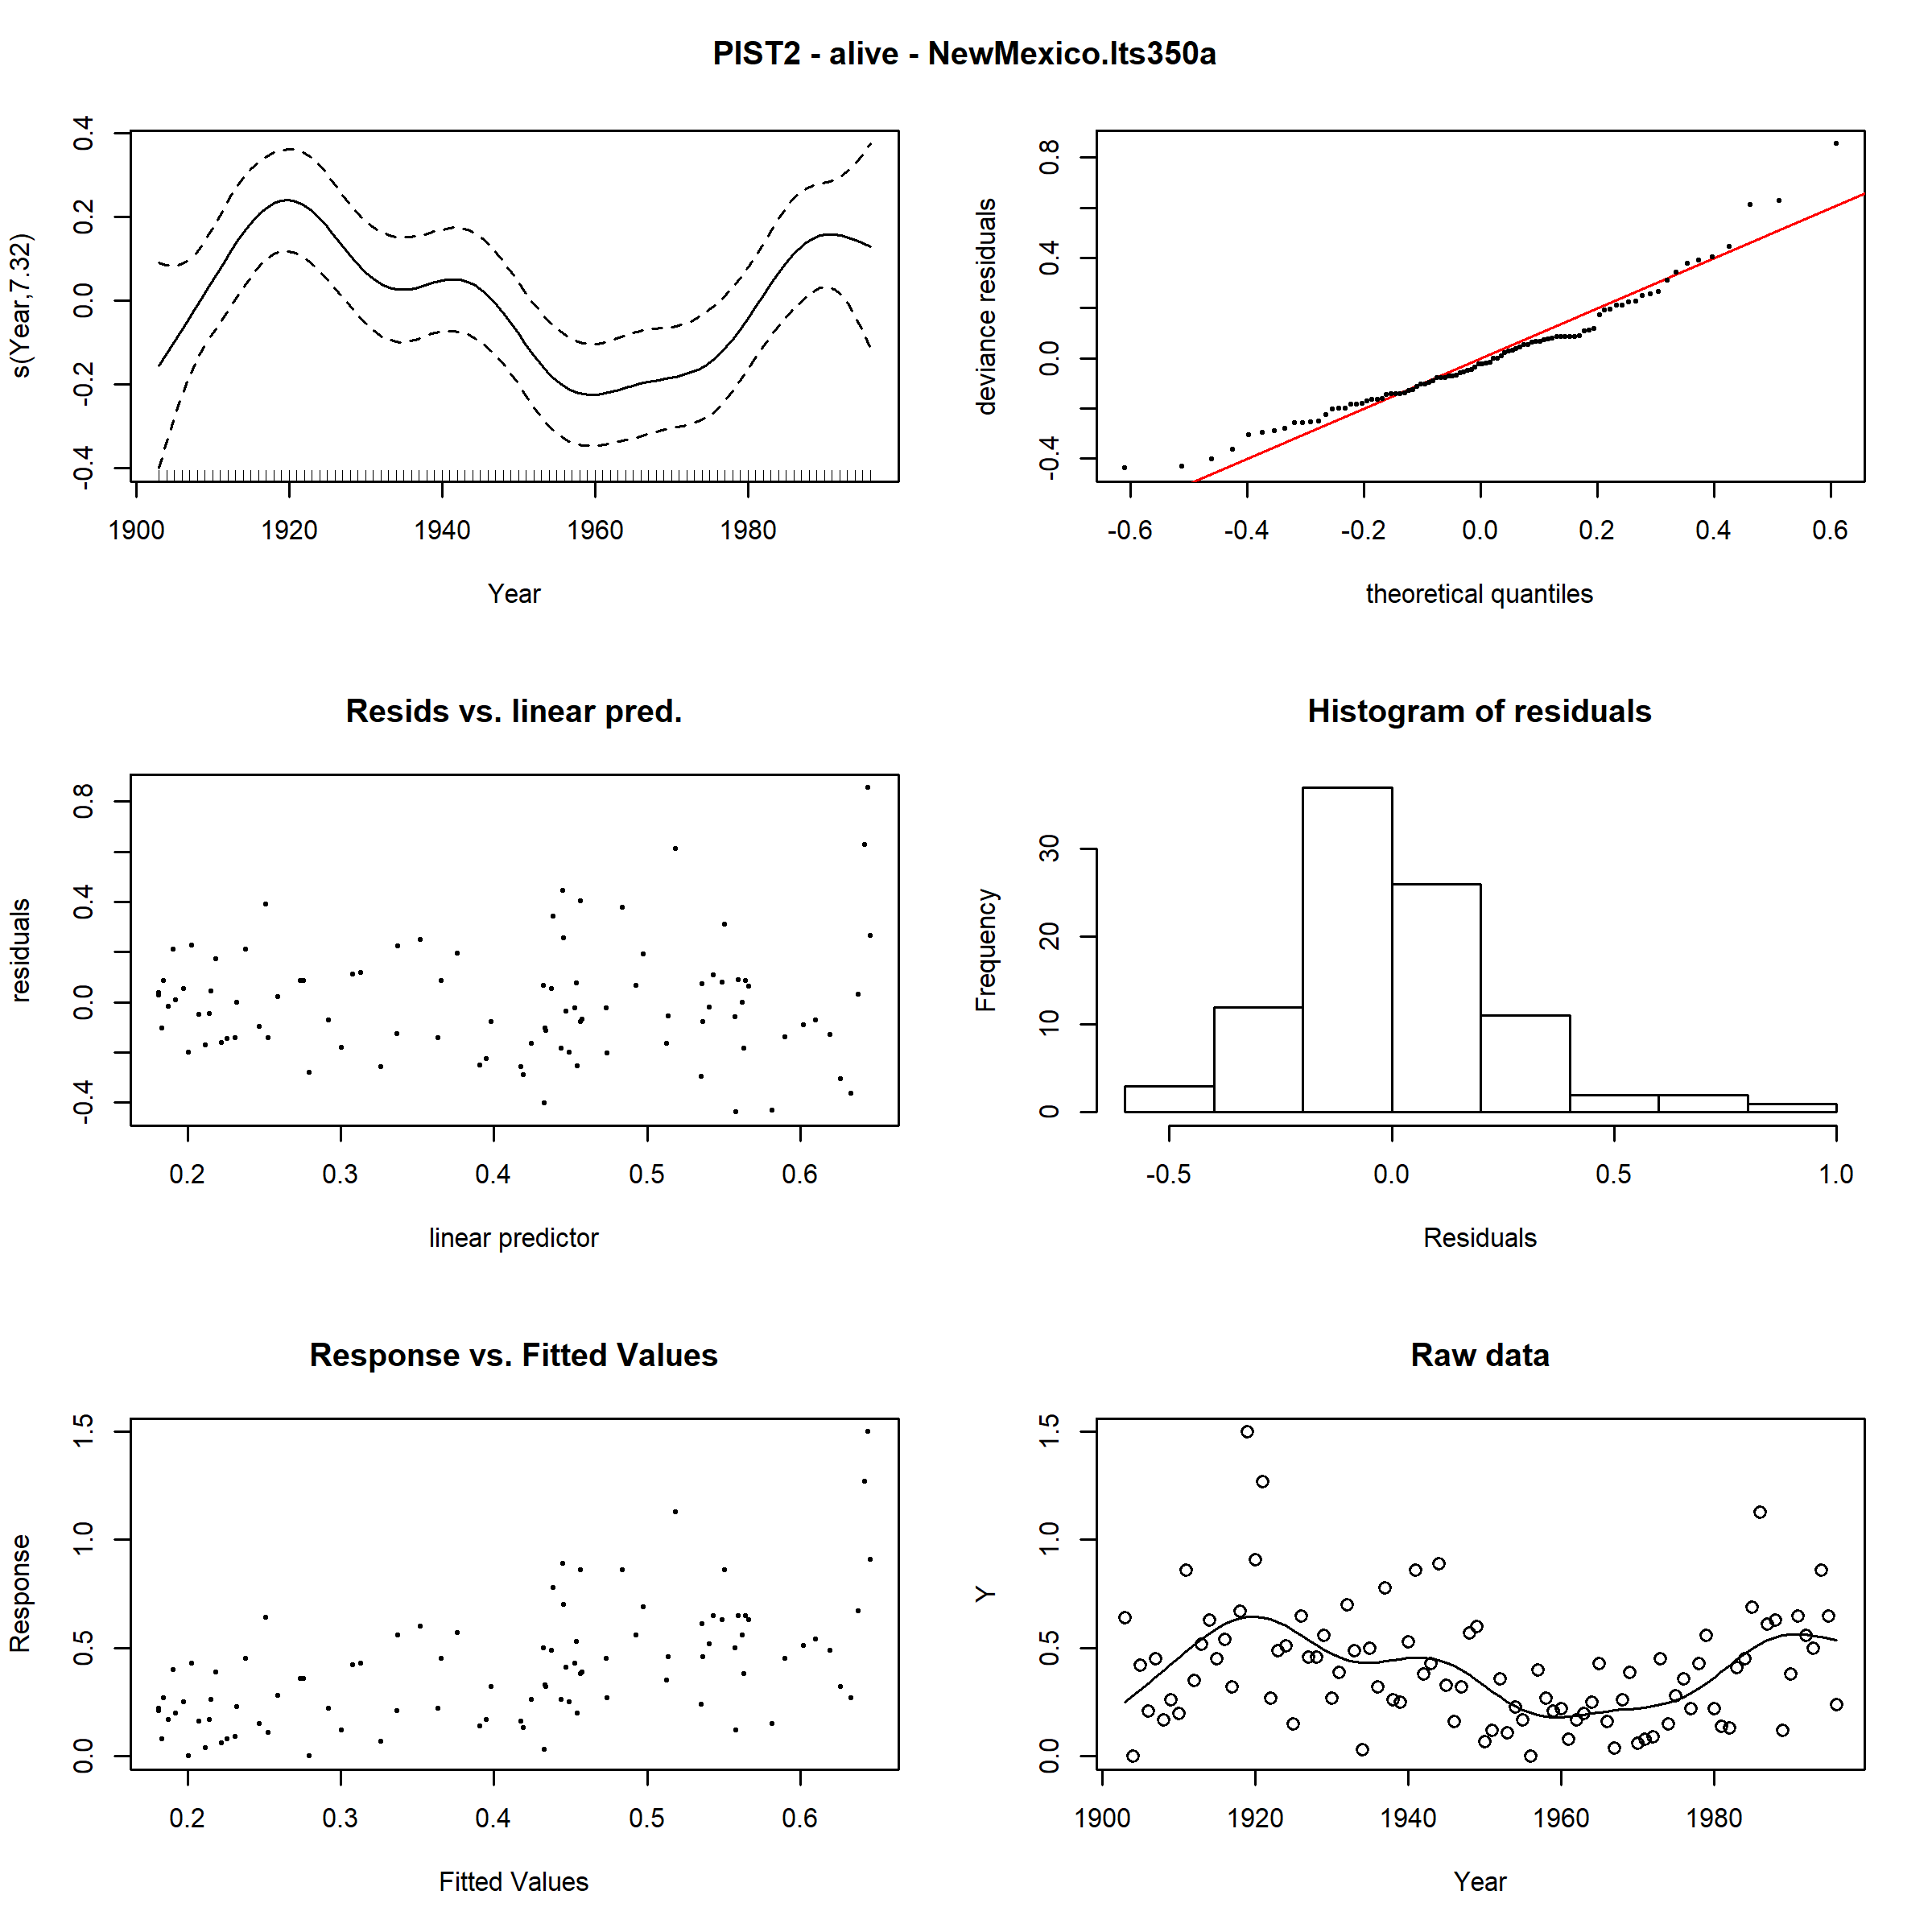 PIST2 - alive - NewMexico.lts350a
s(Year,7.32)
-0.4 -0.2 0.0 0.2 0.4
1900 1920 1940 1960 1980
Year
deviance residuals
-0.4 0.0 0.4 0.8
-0.6 -0.4 -0.2 0.0 0.2 0.4 0.6
theoretical quantiles
Resids vs. linear pred.
residuals
-0.4 0.0 0.4 0.8
0.2 0.3 0.4 0.5 0.6
linear predictor
Histogram of residuals
Frequency
0 10 20 30
-0.5 0.0 0.5 1.0
Residuals
Response vs. Fitted Values
Response
0.0 0.5 1.0 1.5
0.2 0.3 0.4 0.5 0.6
Fitted Values
Raw data
Y
0.0 0.5 1.0 1.5
1900 1920 1940 1960 1980
Year